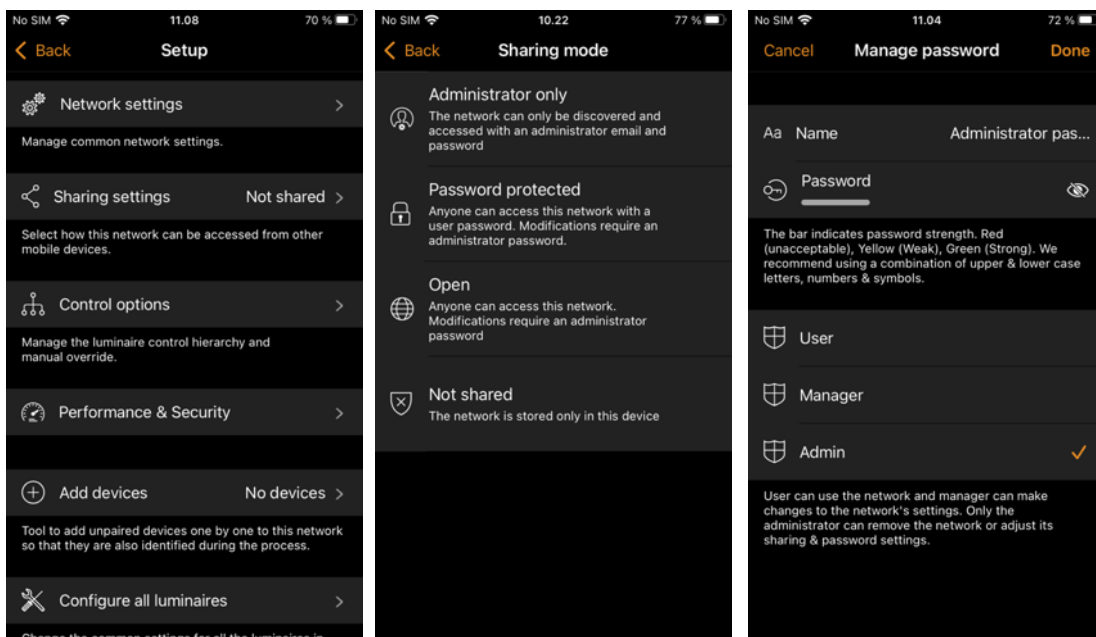 No SIM 11.08 70 %
Back Setup
Network settings
Manage common network settings.
Sharing settings Not shared
Select how this network can be accessed from other
mobile devices.
Control options
Manage the luminaire control hierarchy and
manual override.
Performance & Security
Add devices No devices
Tool to add unpaired devices one by one to this network
so that they are also identified during the process.
Configure all luminaires
Change the common settings for all the luminaires in
No SIM 10.22 77 %
Back Sharing mode
Administrator only
The network can only be discovered and
accessed with an administrator email and
password
Password protected
Anyone can access this network with a
user password. Modifications require an
administrator password.
Open
Anyone can access this network.
Modifications require an administrator
password
Not shared
The network is stored only in this device
No SIM 11.04 72 %
Cancel Manage password Done
Aa Name Administrator pas...
Password
The bar indicates password strength. Red
(unacceptable), Yellow (Weak), Green (Strong). We
recommend using a combination of upper & lower case
letters, numbers & symbols.
User
Manager
Admin
User can use the network and manager can make
changes to the network's settings. Only the
administrator can remove the network or adjust its
sharing & password settings.